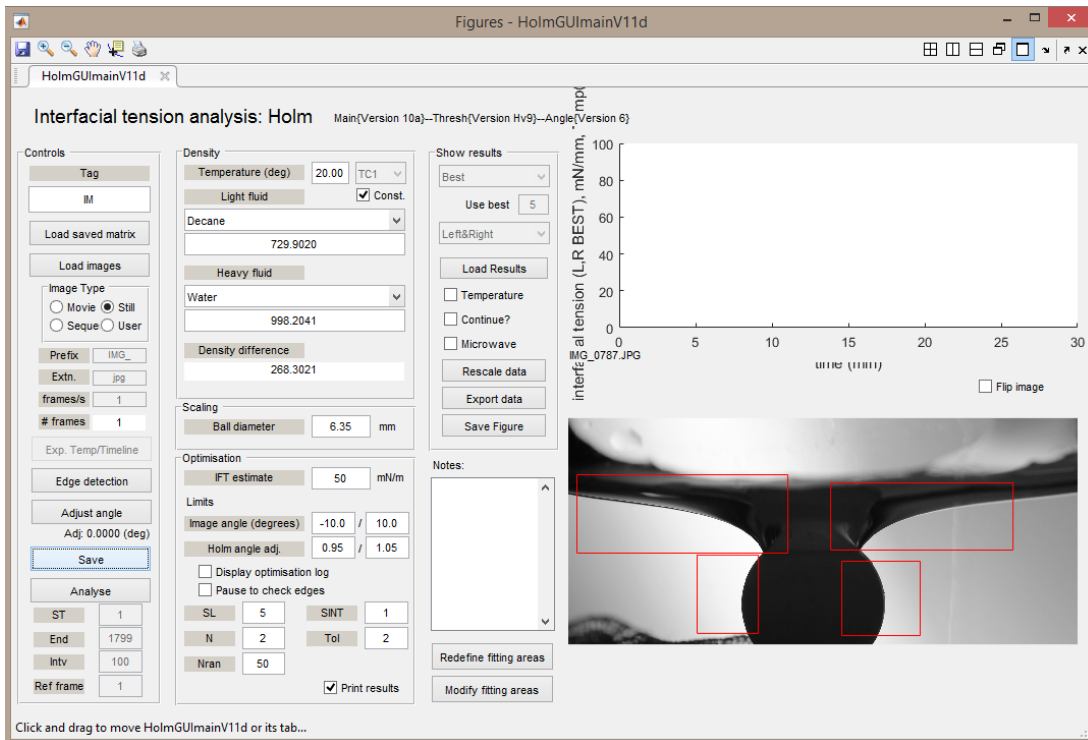 Figures - HolmGUImainV11d
HolmGUImainV11d
Interfacial tension analysis: Holm
Main{Version 10a}--Thresh{Version Hv9}--Angle{Version 6}
Controls
Tag
IM
Load saved matrix
Load images
Image Type
Movie Still
Seque User
Prefix IMG_
Extn. jpg
frames/s 1
# frames 1
Exp. Temp/Timeline
Edge detection
Adjust angle
Adj: 0.0000 (deg)
Save
Analyse
ST 1
End 1799
Intv 100
Ref frame 1
Density
Temperature (deg) 20.00 TC1
Light fluid Const.
Decane
729.9020
Heavy fluid
Water
998.2041
Density difference
268.3021
Scaling
Ball diameter 6.35 mm
Optimisation
IFT estimate 50 mN/m
Limits
Image angle (degrees) -10.0 / 10.0
Holm angle adj. 0.95 / 1.05
Display optimisation log
Pause to check edges
SL 5 SINT 1
N 2 Tol 2
Nran 50
Print results
Show results
Best
Use best 5
Left&Right
Load Results
Temperature
Continue?
Microwave
Rescale data
Export data
Save Figure
Notes:
Redefine fitting areas
Modify fitting areas
interfacial tension (L,R BEST), mN/mm,
100
80
60
40
20
0
0 5 10 15 20 25 30
time (mm)
IMG_0787.JPG
Flip image
Click and drag to move HolmGUImainV11d or its tab...